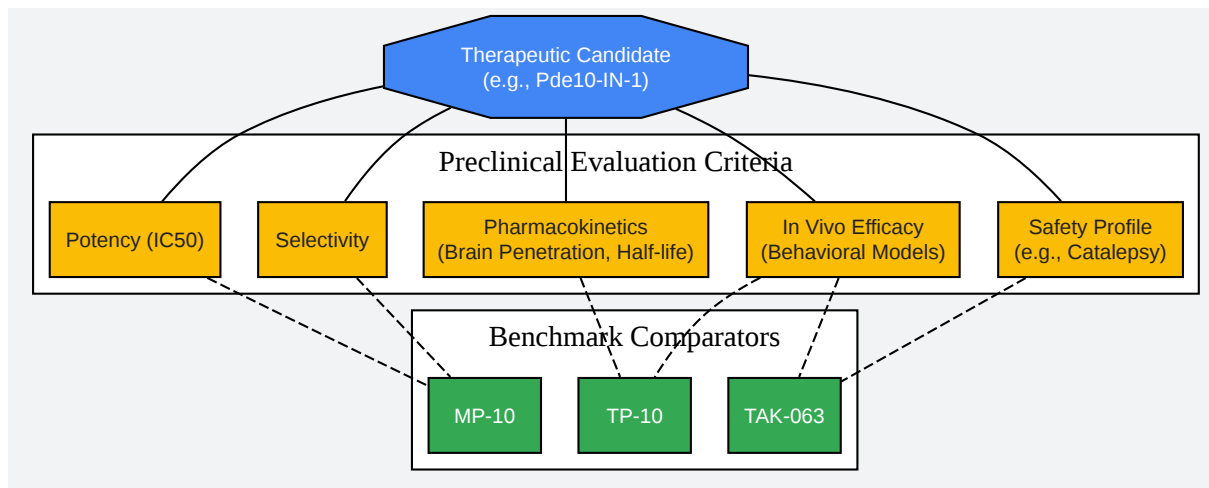 Therapeutic Candidate
(e.g., Pde10-IN-1)
Preclinical Evaluation Criteria
Potency (IC50)
Selectivity
Pharmacokinetics
(Brain Penetration, Half-life)
In Vivo Efficacy
(Behavioral Models)
Safety Profile
(e.g., Catalepsy)
Benchmark Comparators
MP-10
TP-10
TAK-063